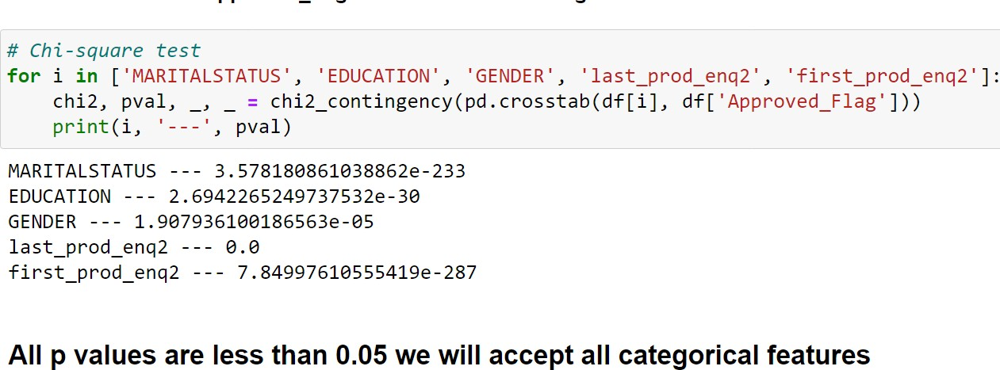 # Chi-square test
for i in ['MARITALSTATUS', 'EDUCATION', 'GENDER', 'last_prod_enq2', 'first_prod_enq2']:
    chi2, pval, _, _ = chi2_contingency(pd.crosstab(df[i], df['Approved_Flag']))
    print(i, '---', pval)
MARITALSTATUS --- 3.578180861038862e-233
EDUCATION --- 2.6942265249737532e-30
GENDER --- 1.907936100186563e-05
last_prod_enq2 --- 0.0
first_prod_enq2 --- 7.84997610555419e-287
All p values are less than 0.05 we will accept all categorical features